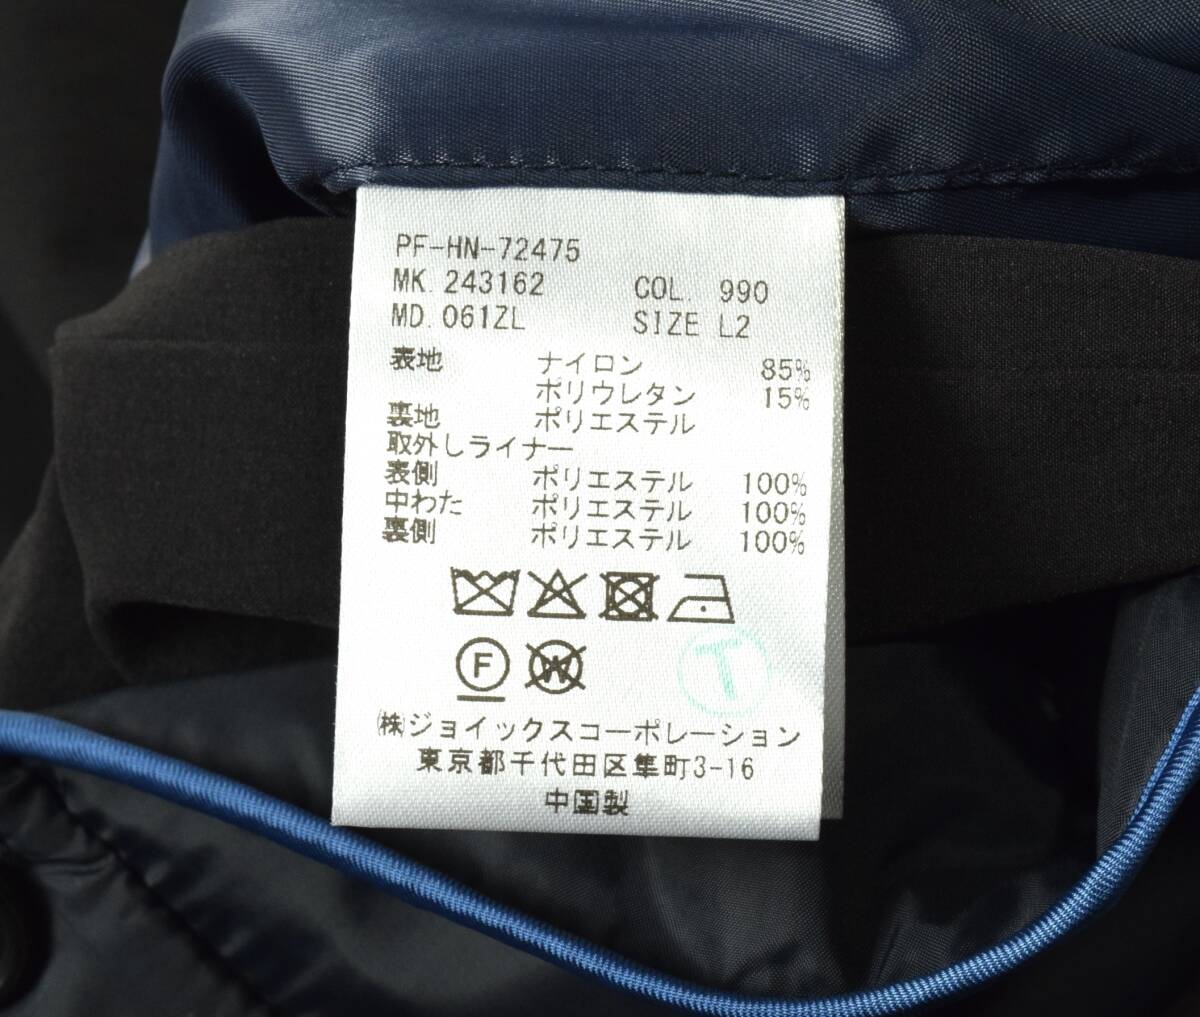 PF-HN-72475
MK. 243162 COL. 990
MD. 061ZL SIZE L2
表地 ナイロン 85%
ポリウレタン 15%
裏地 ポリエステル
取外しライナー
表側 ポリエステル 100%
中わた ポリエステル 100%
裏側 ポリエステル 100%
F W
T
㈱ジョイックスコーポレーション
東京都千代田区隼町3-16
中国製